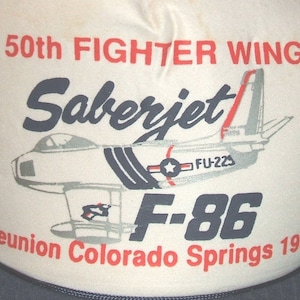 50th FIGHTER WING
Saberjet
FU-225
F-86
eunion Colorado Springs 19